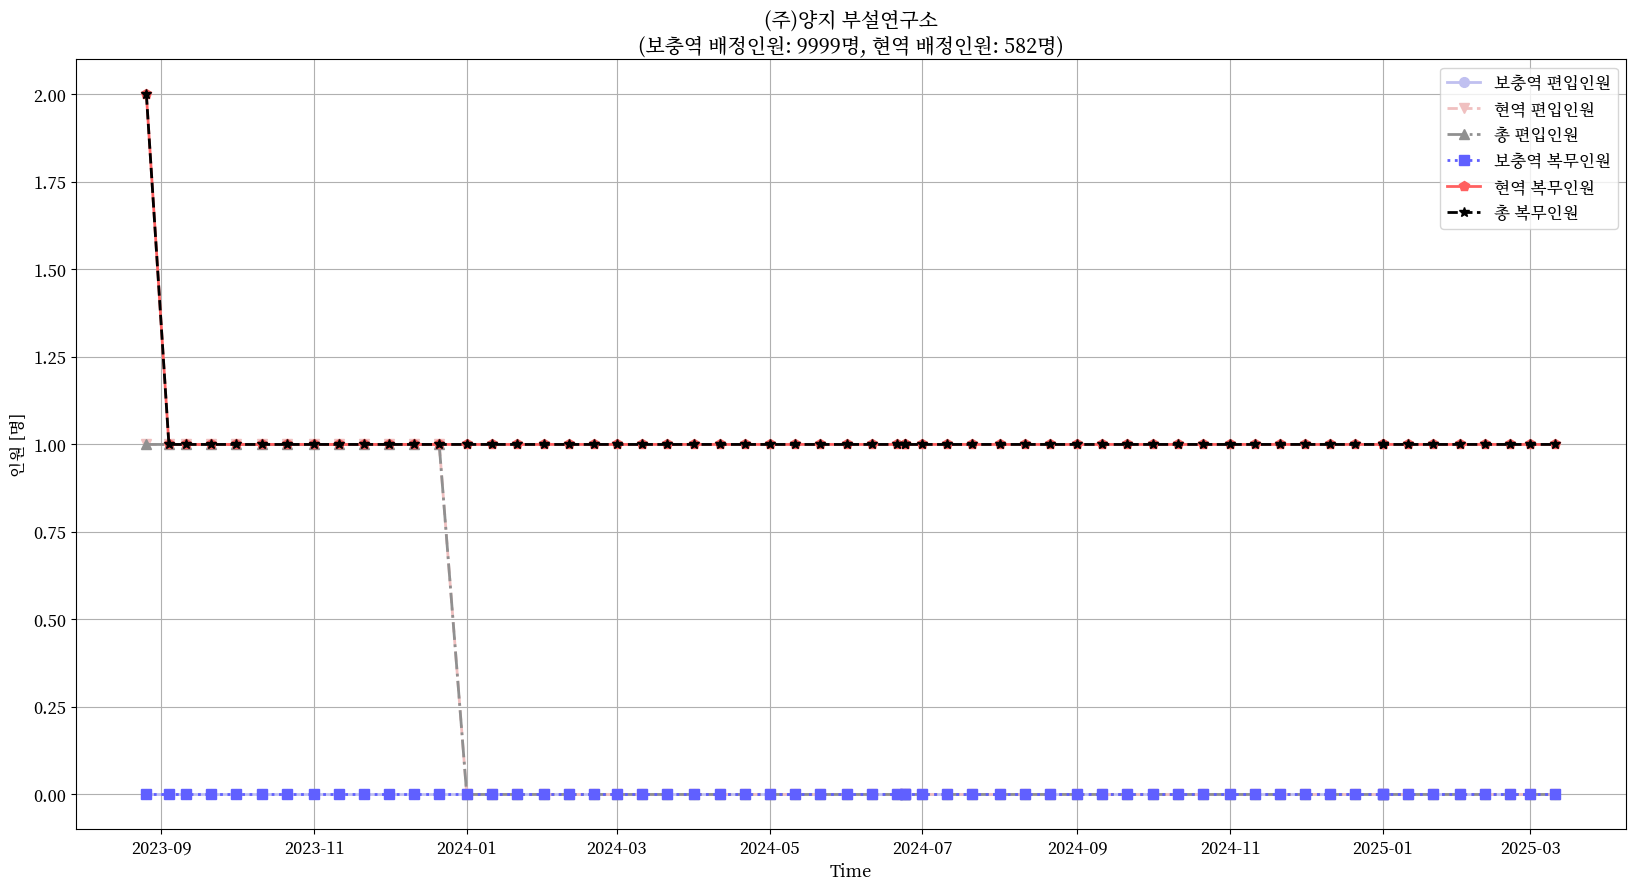 (주)양지 부설연구소
(보충역 배정인원: 9999명, 현역 배정인원: 582명)
보충역 편입인원
현역 편입인원
총 편입인원
보충역 복무인원
현역 복무인원
총 복무인원
2.00
1.75
1.50
1.25
1.00
0.75
0.50
0.25
0.00
인원 [명]
2023-09
2023-11
2024-01
2024-03
2024-05
2024-07
2024-09
2024-11
2025-01
2025-03
Time